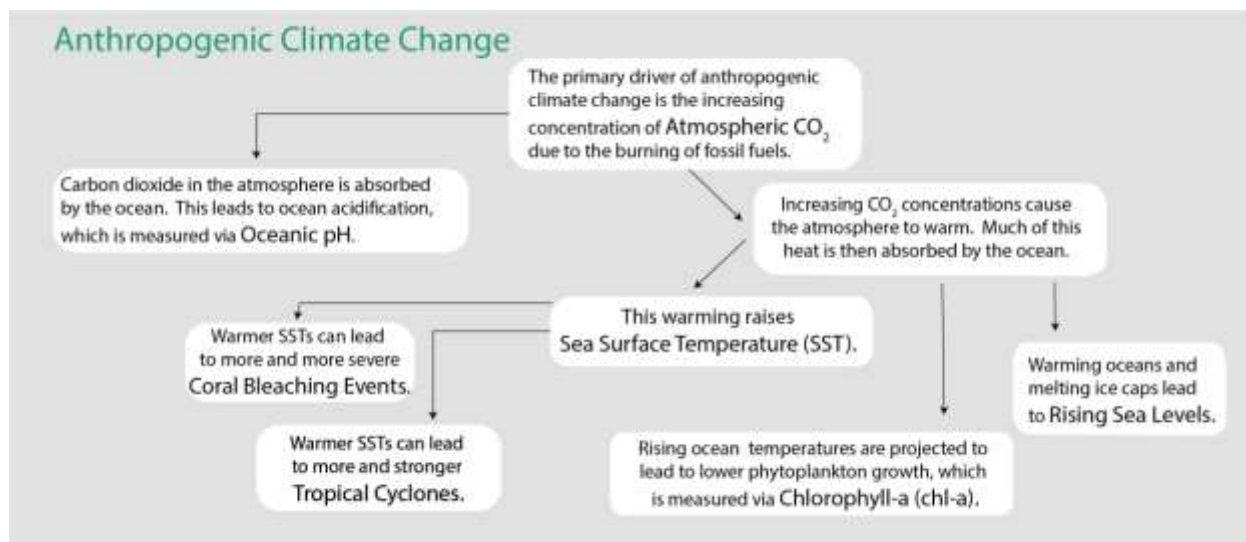 Anthropogenic Climate Change
The primary driver of anthropogenic
climate change is the increasing
concentration of Atmospheric CO₂
due to the burning of fossil fuels.
Carbon dioxide in the atmosphere is absorbed
by the ocean. This leads to ocean acidification,
which is measured via Oceanic pH.
Increasing CO₂ concentrations cause
the atmosphere to warm. Much of this
heat is then absorbed by the ocean.
This warming raises
Sea Surface Temperature (SST).
Warmer SSTs can lead
to more and more severe
Coral Bleaching Events.
Warmer SSTs can lead
to more and stronger
Tropical Cyclones.
Rising ocean temperatures are projected to
lead to lower phytoplankton growth, which
is measured via Chlorophyll-a (chl-a).
Warming oceans and
melting ice caps lead
to Rising Sea Levels.